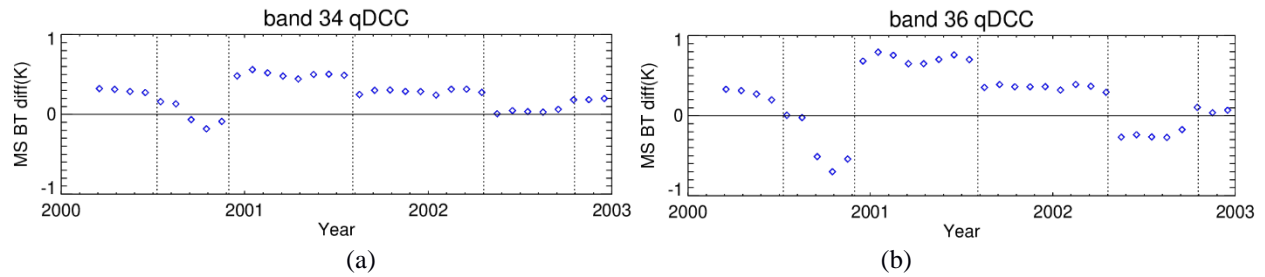 band 34 qDCC
MS BT diff(K)
1
0
-1
2000
2001
2002
2003
Year
(a)
band 36 qDCC
MS BT diff(K)
1
0
-1
2000
2001
2002
2003
Year
(b)